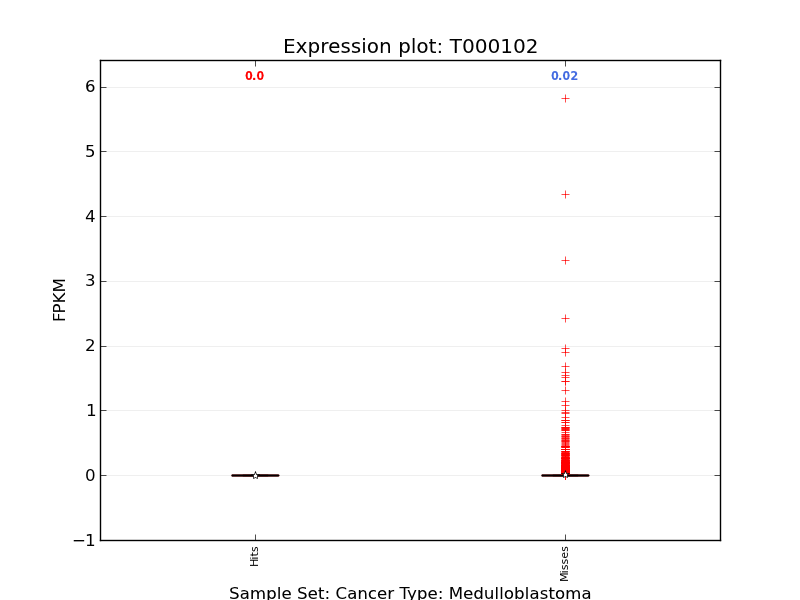 Expression plot: T000102
0.0
0.02
6
5
4
3
2
1
0
−1
FPKM
Hits
Misses
Sample Set: Cancer Type: Medulloblastoma